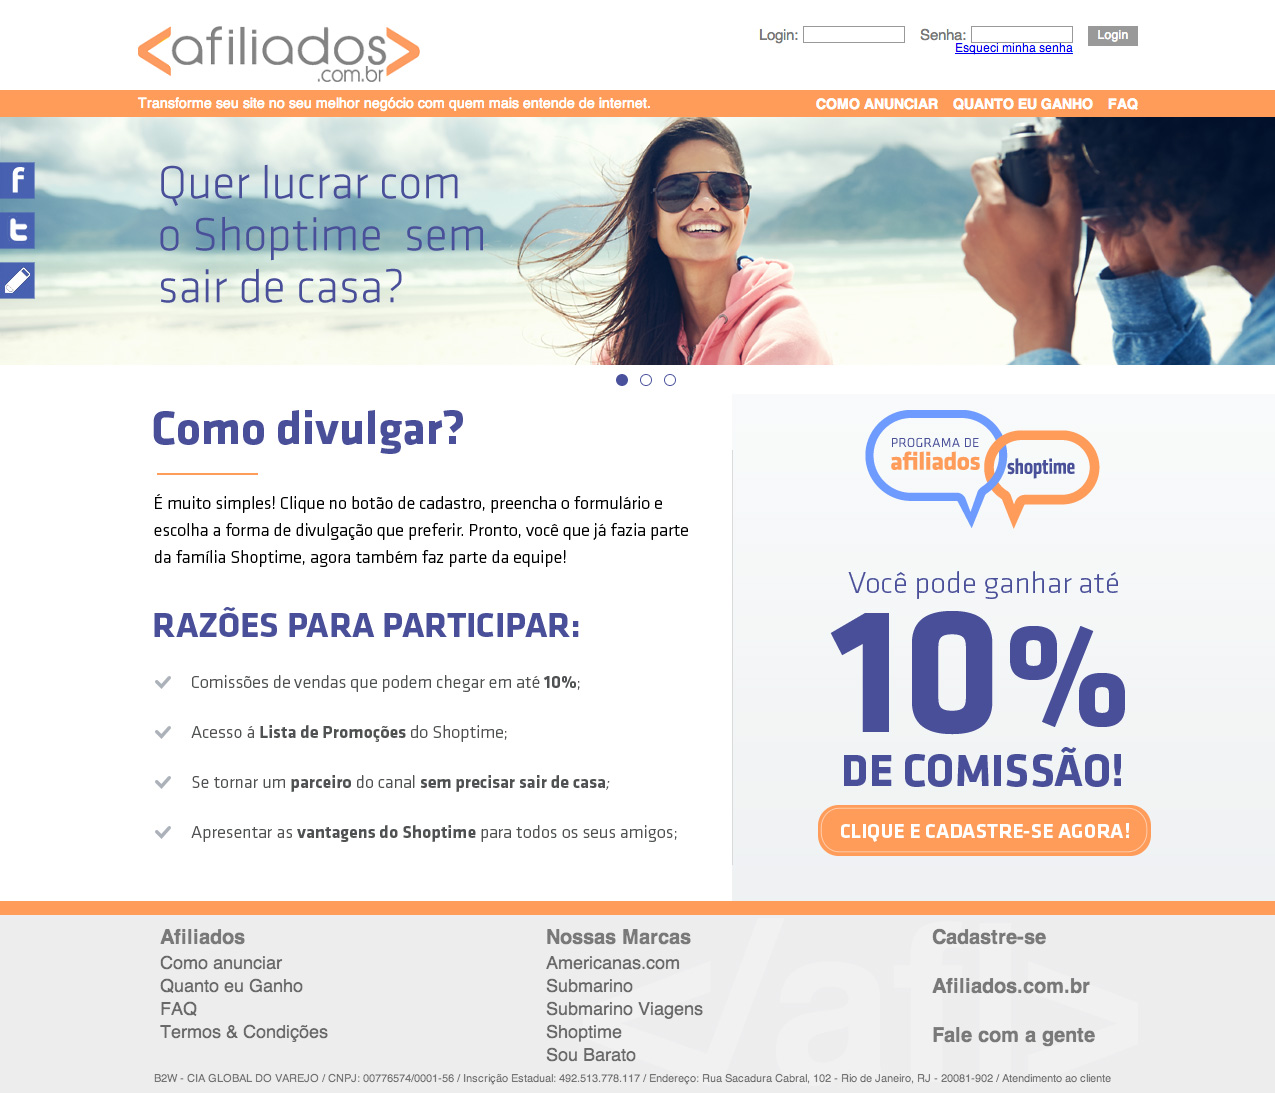 <afiliados>
.com.br
Login:
Senha:
Login
Esqueci minha senha
Transforme seu site no seu melhor negócio com quem mais entende de internet.
COMO ANUNCIAR QUANTO EU GANHO FAQ
Quer lucrar com
o Shoptime sem
sair de casa?
Como divulgar?
É muito simples! Clique no botão de cadastro, preencha o formulário e
escolha a forma de divulgação que preferir. Pronto, você que já fazia parte
da família Shoptime, agora também faz parte da equipe!
RAZÕES PARA PARTICIPAR:
Comissões de vendas que podem chegar em até 10%;
Acesso á Lista de Promoções do Shoptime;
Se tornar um parceiro do canal sem precisar sair de casa;
Apresentar as vantagens do Shoptime para todos os seus amigos;
PROGRAMA DE
afiliados
shoptime
Você pode ganhar até
10%
DE COMISSÃO!
CLIQUE E CADASTRE-SE AGORA!
Afiliados
Como anunciar
Quanto eu Ganho
FAQ
Termos & Condições
Nossas Marcas
Americanas.com
Submarino
Submarino Viagens
Shoptime
Sou Barato
Cadastre-se
Afiliados.com.br
Fale com a gente
</afl>
B2W - CIA GLOBAL DO VAREJO / CNPJ: 00776574/0001-56 / Inscrição Estadual: 492.513.778.117 / Endereço: Rua Sacadura Cabral, 102 - Rio de Janeiro, RJ - 20081-902 / Atendimento ao cliente